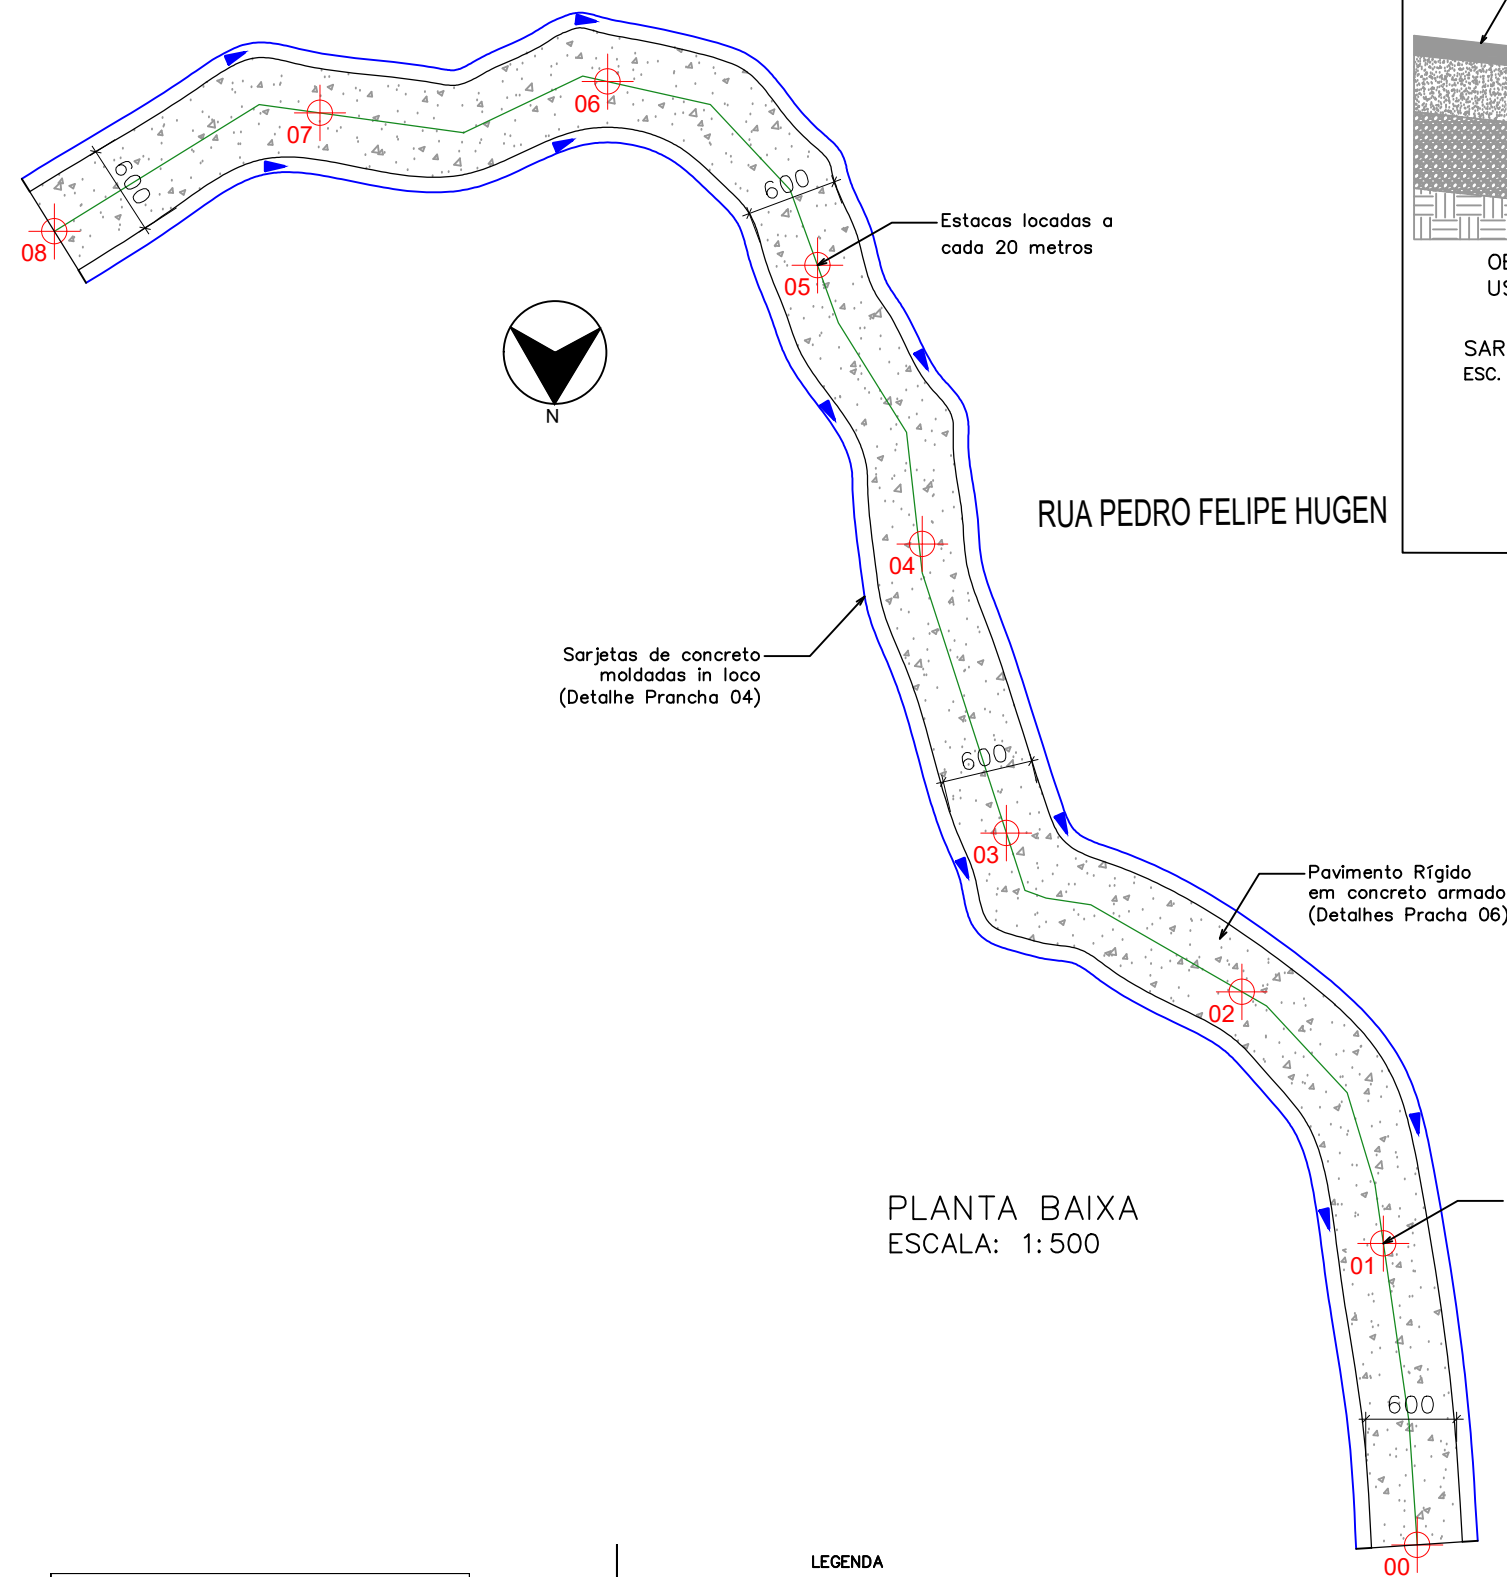 06
07
600
08
600
05
Estacas locadas a
cada 20 metros
N
SAR
ESC.
RUA PEDRO FELIPE HUGEN
04
Sarjetas de concreto
moldadas in loco
(Detalhe Prancha 04)
600
03
Pavimento Rígido
em concreto armado
(Detalhes Pracha 06)
02
PLANTA BAIXA
ESCALA: 1:500
01
600
00
LEGENDA